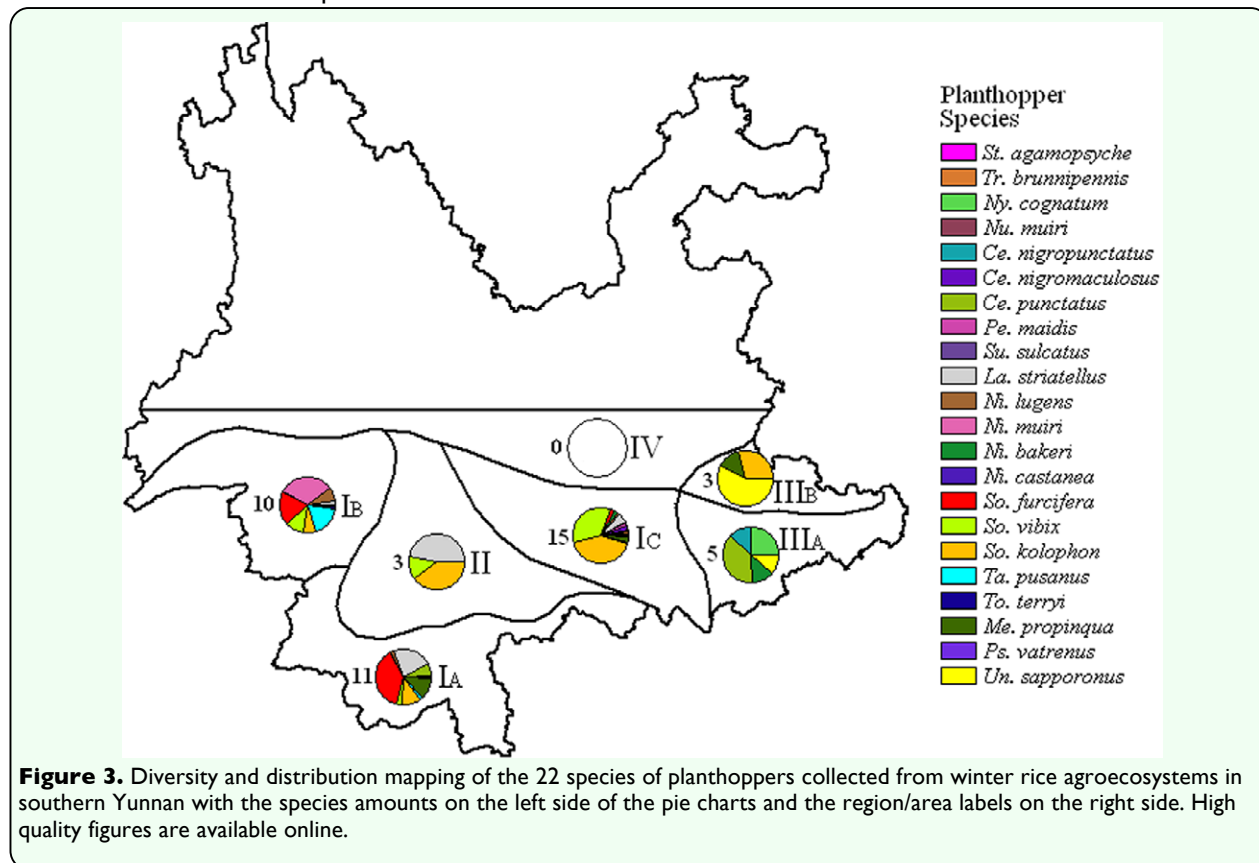 Planthopper
Species
St. agamopsyche
Tr. brunnipennis
Ny. cognatum
Nu. muiri
Ce. nigropunctatus
Ce. nigromaculosus
Ce. punctatus
Pe. maidis
Su. sulcatus
La. striatellus
Ni. lugens
Ni. muiri
Ni. bakeri
Ni. castanea
So. furcifera
So. vibix
So. kolophon
Ta. pusanus
To. terryi
Me. propinqua
Ps. vatrenus
Un. sapporonus
0 IV
3 IIIB
10 IB
15 IC
5 IIIA
3 II
11 IA
Figure 3. Diversity and distribution mapping of the 22 species of planthoppers collected from winter rice agroecosystems in
southern Yunnan with the species amounts on the left side of the pie charts and the region/area labels on the right side. High
quality figures are available online.